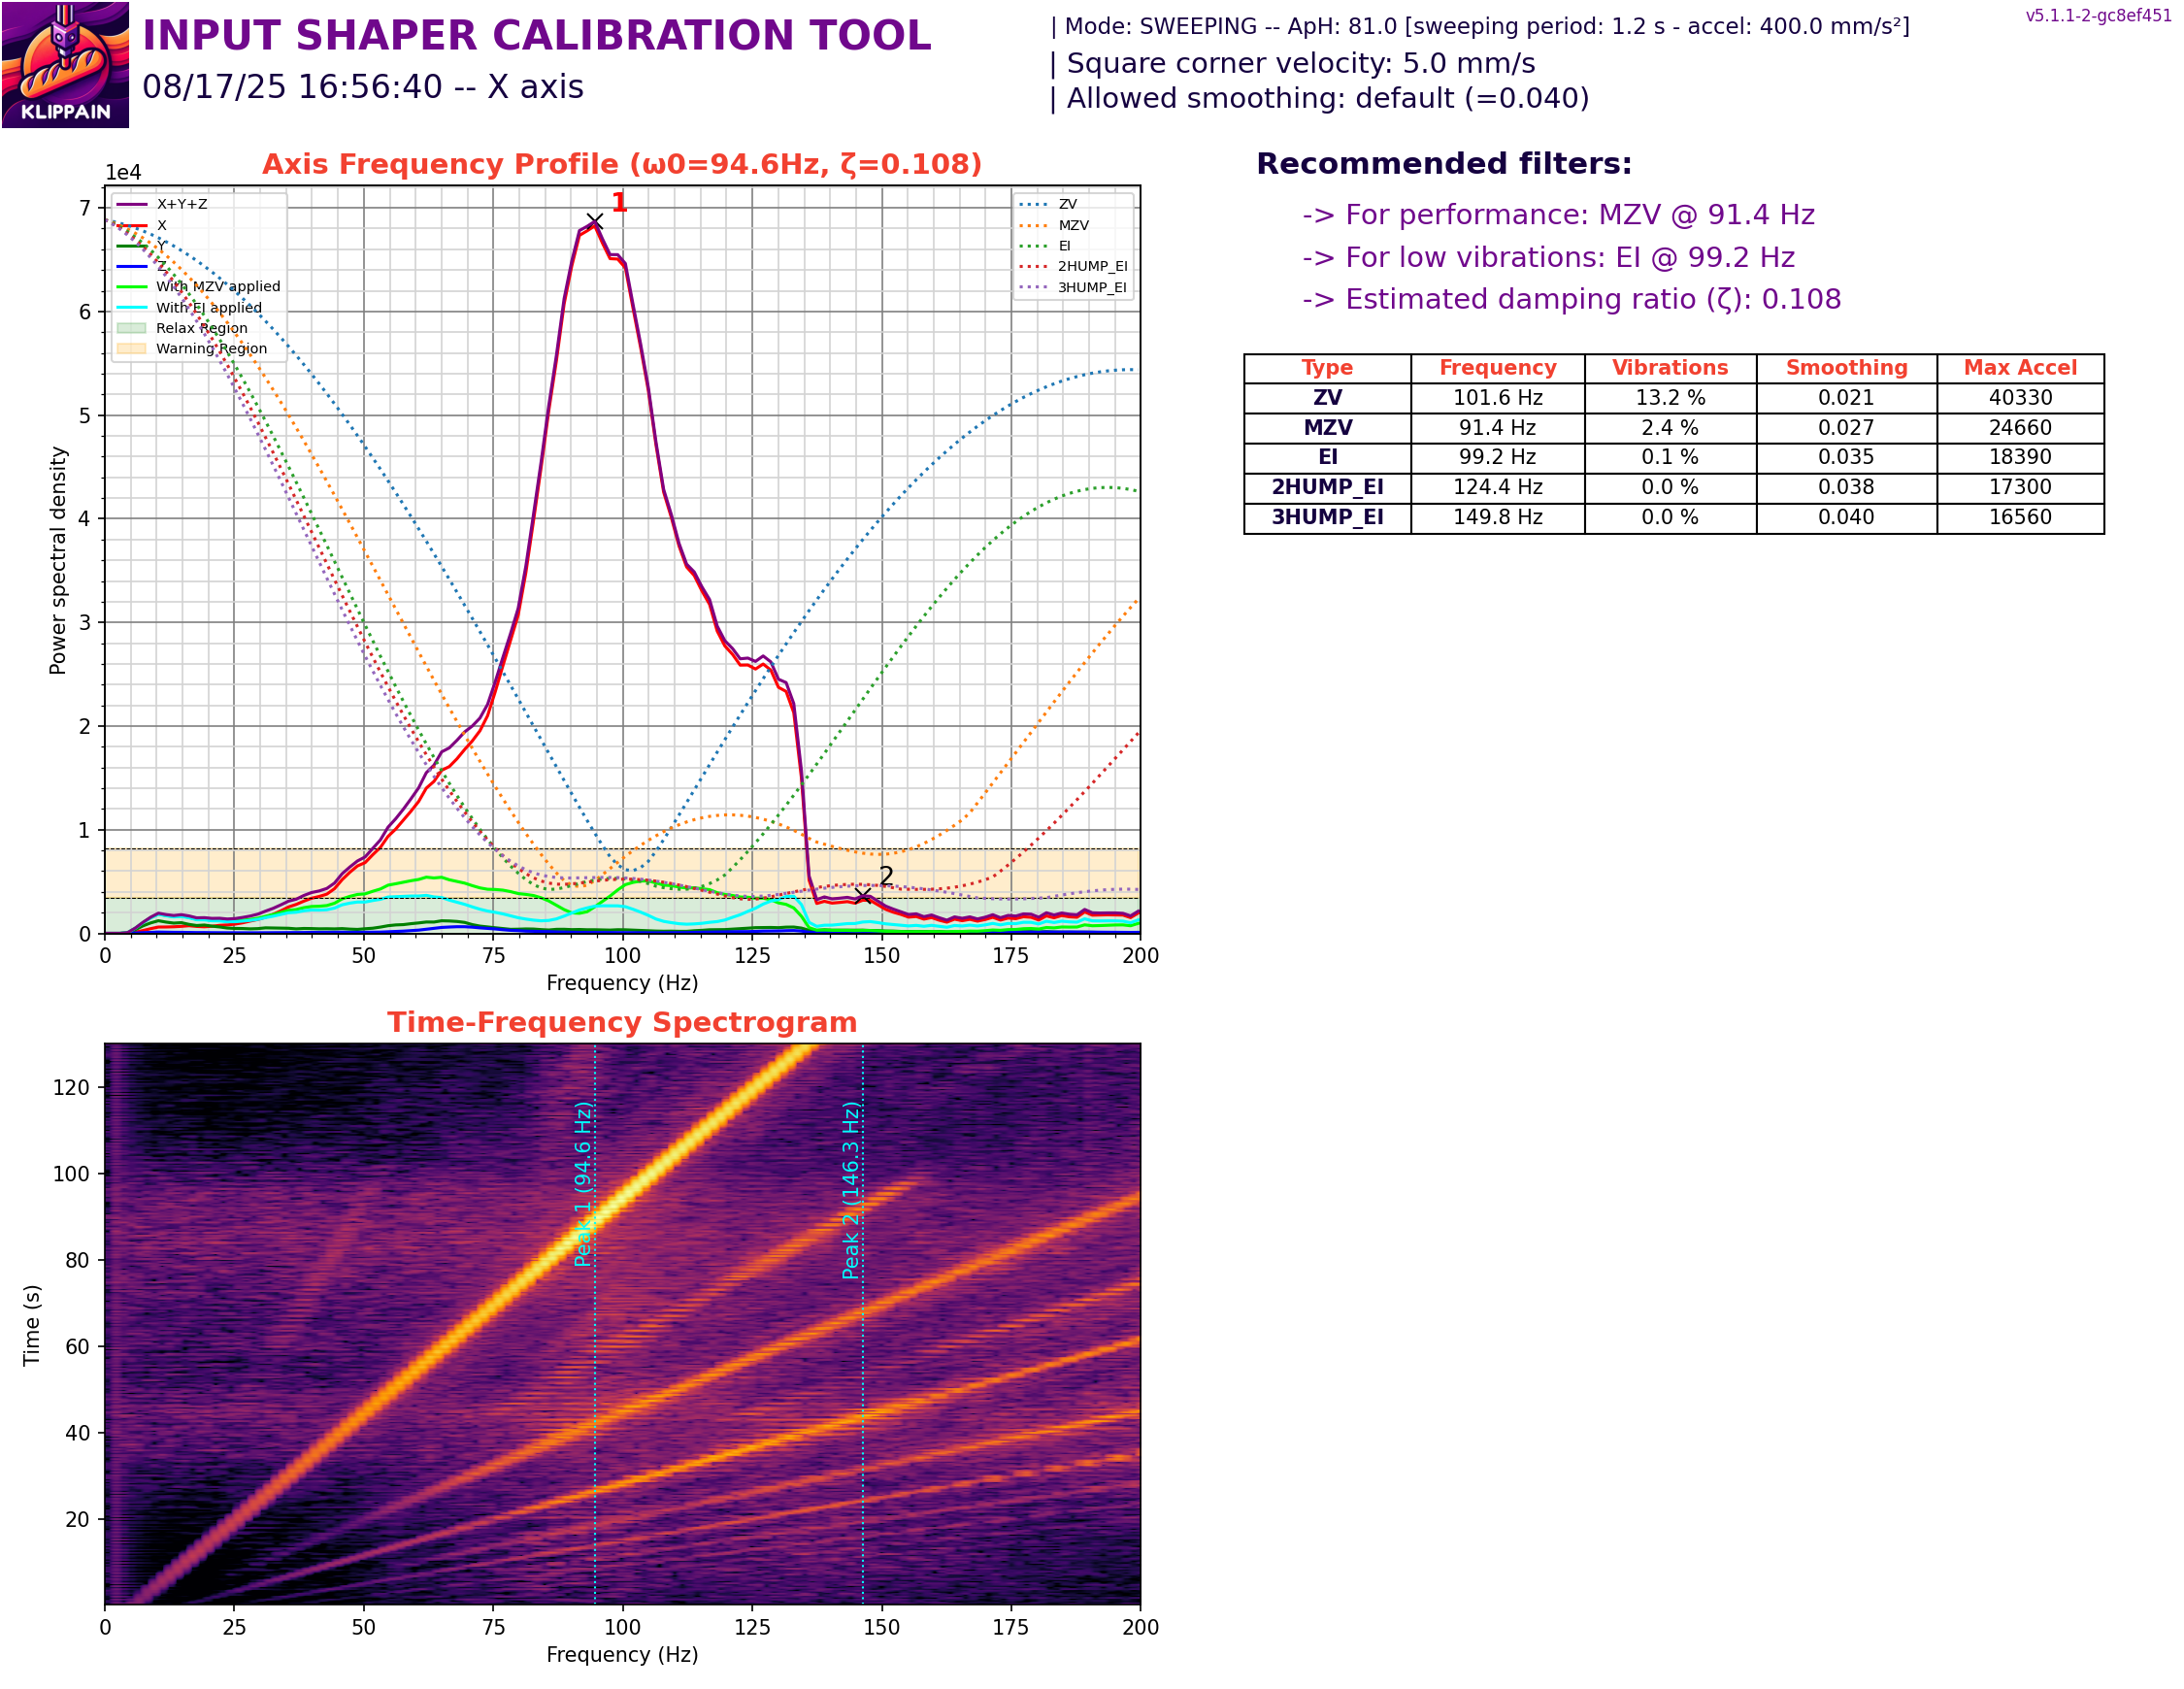 KLIPPAIN
INPUT SHAPER CALIBRATION TOOL
08/17/25 16:56:40 -- X axis
| Mode: SWEEPING -- ApH: 81.0 [sweeping period: 1.2 s - accel: 400.0 mm/s²]
| Square corner velocity: 5.0 mm/s
| Allowed smoothing: default (=0.040)
v5.1.1-2-gc8ef451
Axis Frequency Profile (ω0=94.6Hz, ζ=0.108)
1e4
7
6
5
4
3
2
1
0
Power spectral density
X+Y+Z
X
Y
Z
With MZV applied
With EI applied
Relax Region
Warning Region
1
2
ZV
MZV
EI
2HUMP_EI
3HUMP_EI
0 25 50 75 100 125 150 175 200
Frequency (Hz)
Recommended filters:
-> For performance: MZV @ 91.4 Hz
-> For low vibrations: EI @ 99.2 Hz
-> Estimated damping ratio (ζ): 0.108
Type Frequency Vibrations Smoothing Max Accel
ZV 101.6 Hz 13.2 % 0.021 40330
MZV 91.4 Hz 2.4 % 0.027 24660
EI 99.2 Hz 0.1 % 0.035 18390
2HUMP_EI 124.4 Hz 0.0 % 0.038 17300
3HUMP_EI 149.8 Hz 0.0 % 0.040 16560
Time-Frequency Spectrogram
120
100
80
60
40
20
Time (s)
Peak 1 (94.6 Hz)
Peak 2 (146.3 Hz)
0 25 50 75 100 125 150 175 200
Frequency (Hz)